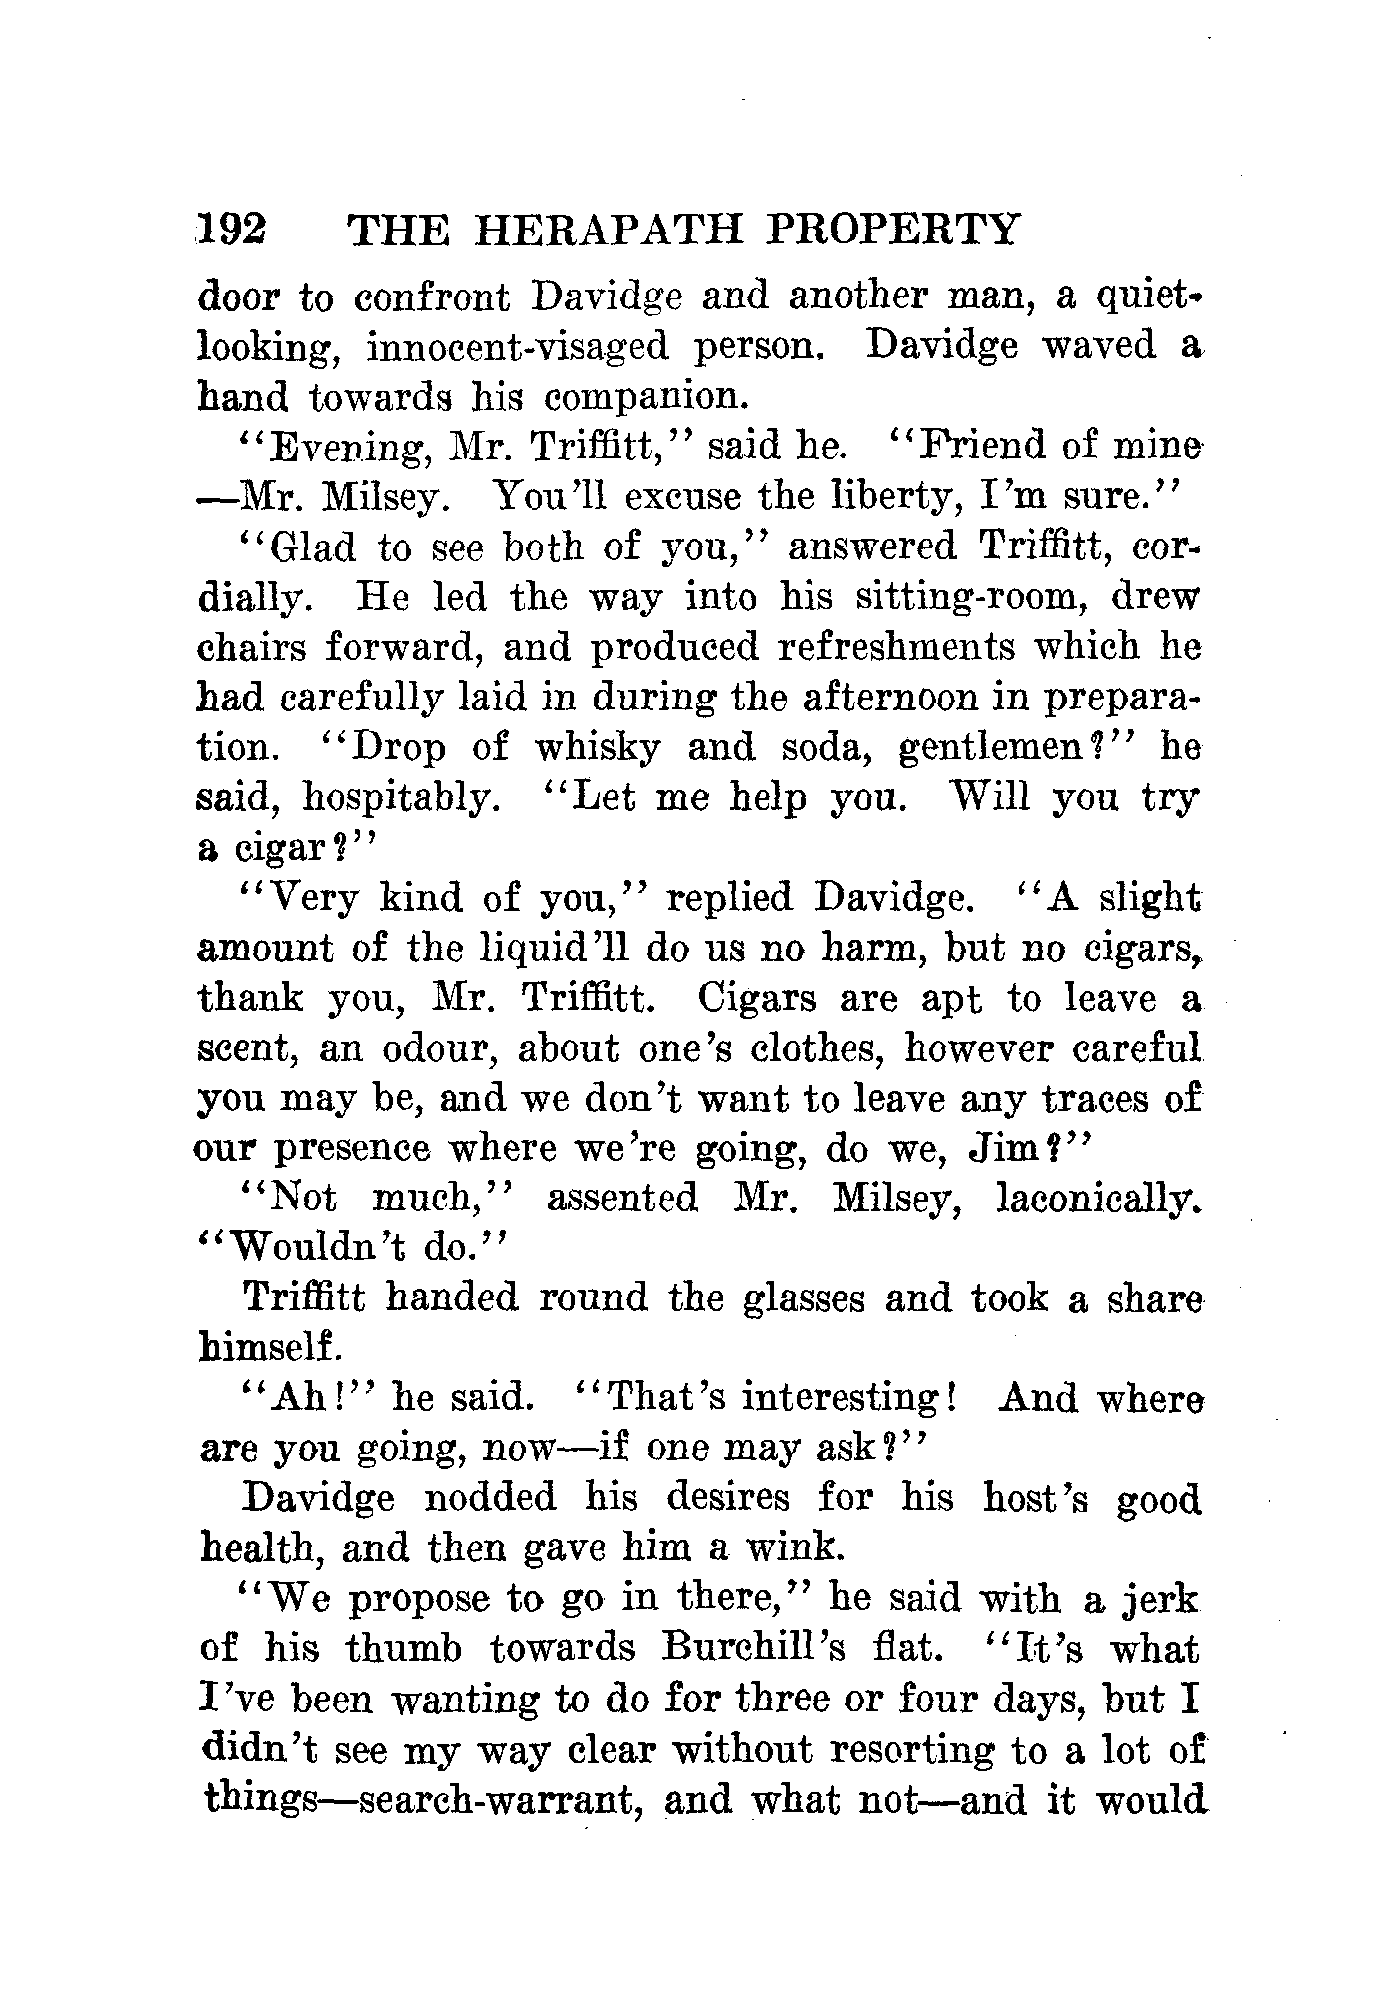 192 THE HERAPATH PROPERTY
door to confront Davidge and another man, a quiet-
looking, innocent-visaged person. Davidge waved a
hand towards his companion.
"Evening, Mr. Triffitt," said he. "Friend of mine
—Mr. Milsey. You'll excuse the liberty, I'm sure."
"Glad to see both of you," answered Triffitt, cor-
dially. He led the way into his sitting-room, drew
chairs forward, and produced refreshments which he
had carefully laid in during the afternoon in prepara-
tion. "Drop of whisky and soda, gentlemen?" he
said, hospitably. "Let me help you. Will you try
a cigar?"
"Very kind of you," replied Davidge. "A slight
amount of the liquid'll do us no harm, but no cigars,
thank you, Mr. Triffitt. Cigars are apt to leave a
scent, an odour, about one's clothes, however careful
you may be, and we don't want to leave any traces of
our presence where we're going, do we, Jim?"
"Not much," assented Mr. Milsey, laconically.
"Wouldn't do."
Triffitt handed round the glasses and took a share
himself.
"Ah!" he said. "That's interesting! And where
are you going, now—if one may ask?"
Davidge nodded his desires for his host's good
health, and then gave him a wink.
"We propose to go in there," he said with a jerk
of his thumb towards Burchill's flat. "It's what
I've been wanting to do for three or four days, but I
didn't see my way clear without resorting to a lot of
things—search-warrant, and what not—and it would